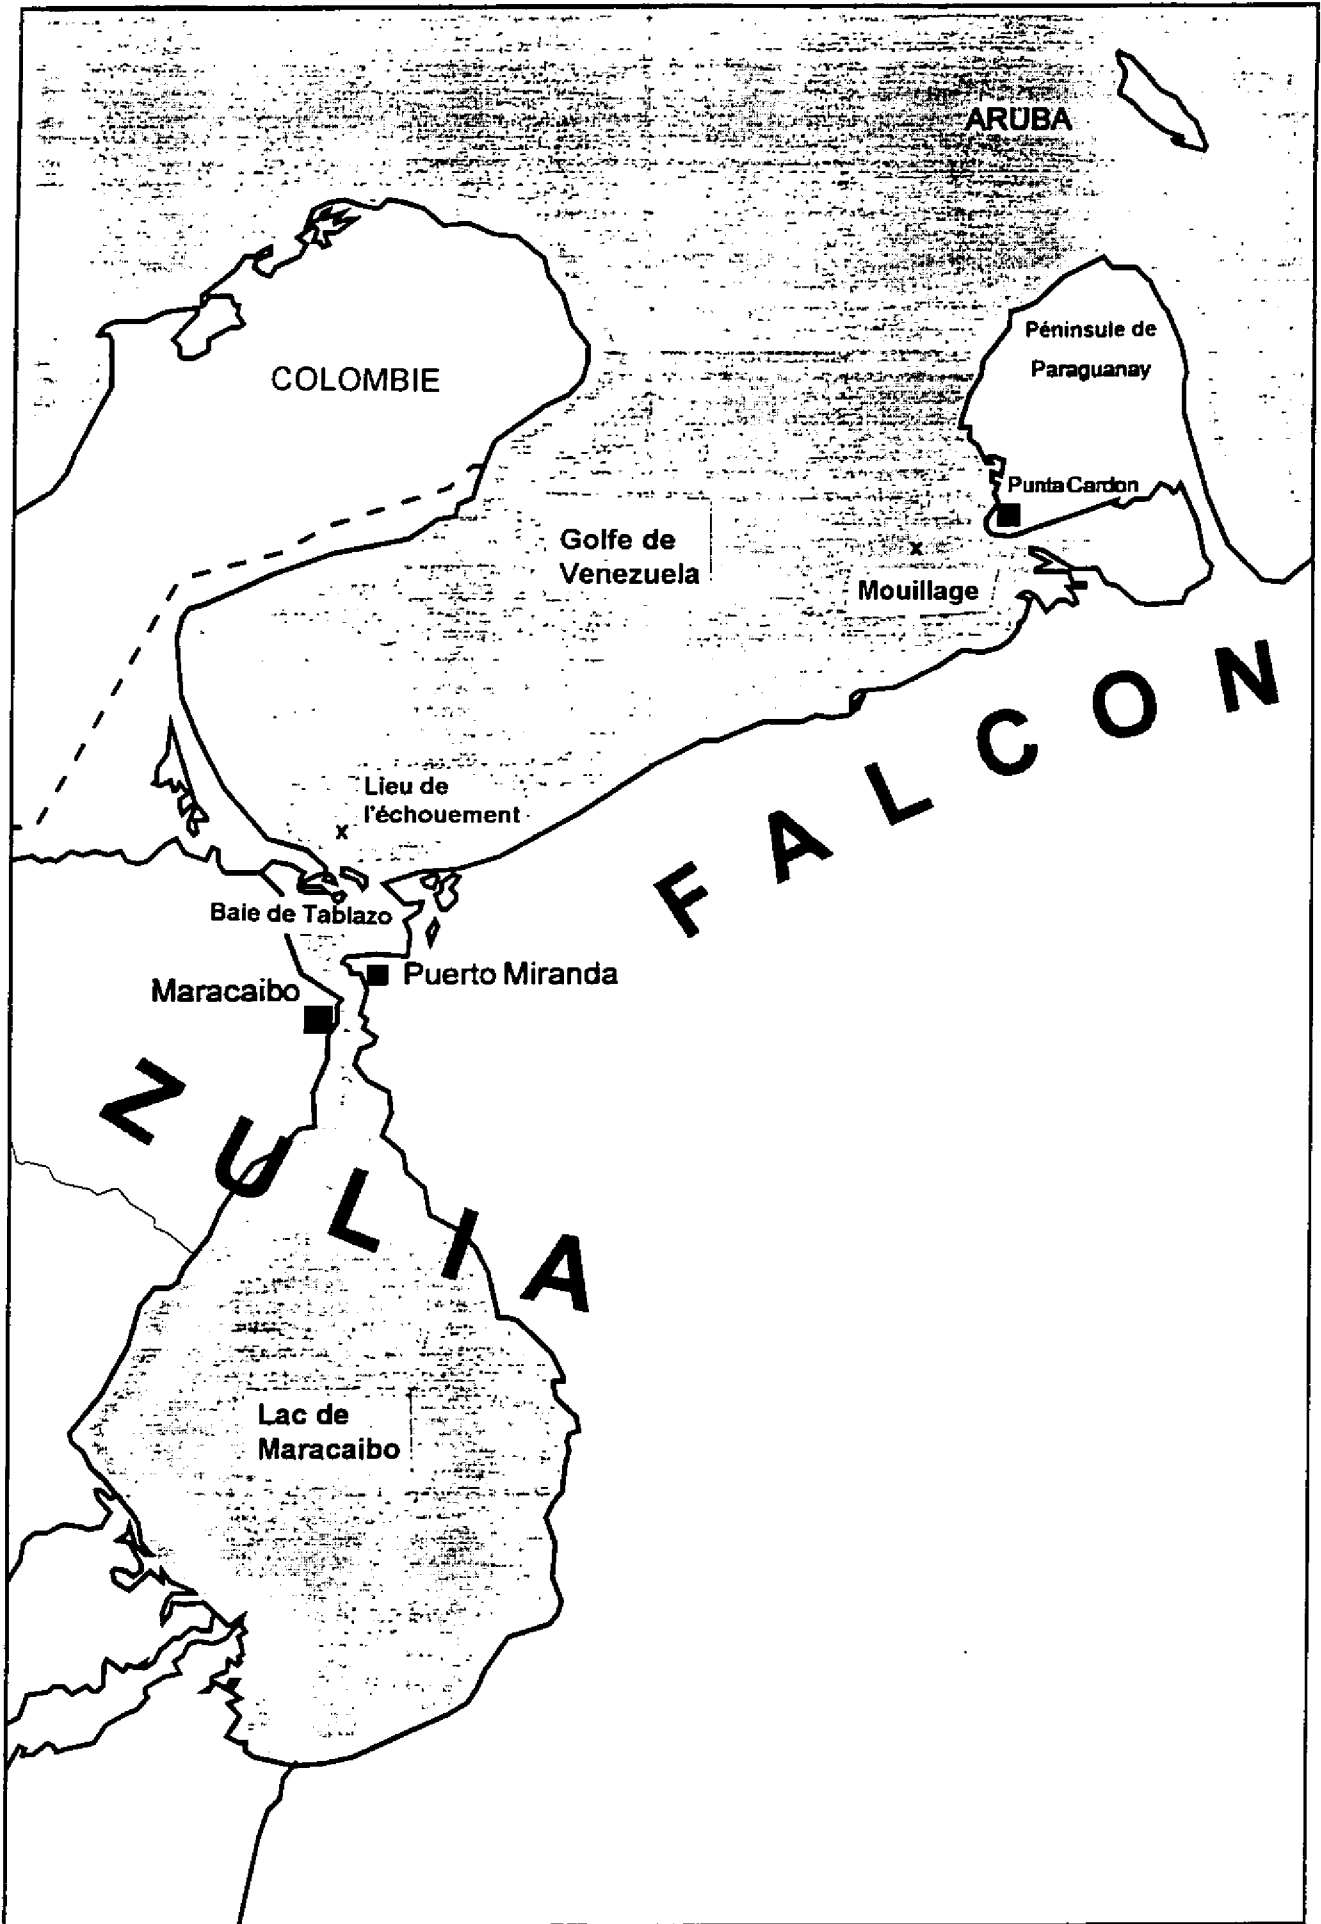 ARUBA
Péninsule de
Paraguanay
COLOMBIE
Punta Cardon
Golfe de
Venezuela
Mouillage
FALCON
Lieu de
l'échouement
Baie de Tablazo
Puerto Miranda
Maracaibo
ZULIA
Lac de
Maracaibo